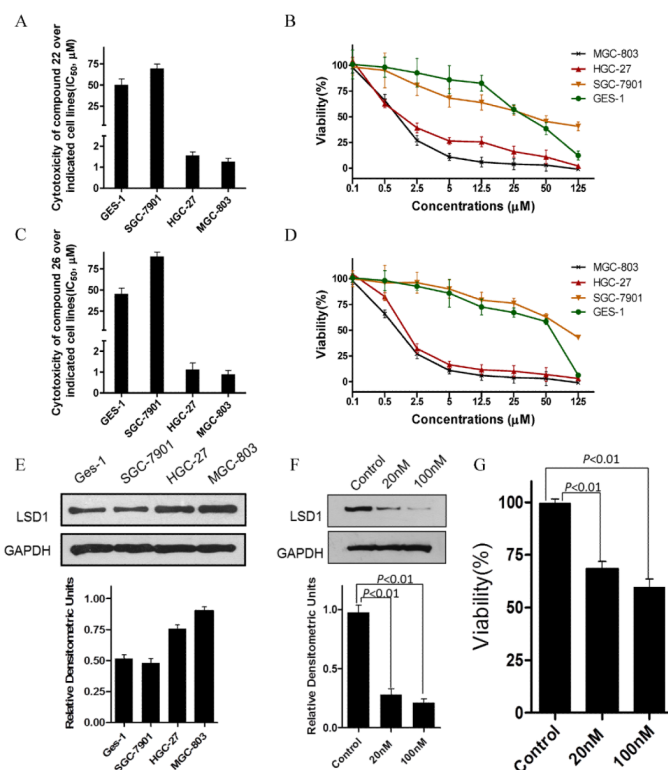 A
Cytotoxicity of compound 22 over
indicated cell lines(IC50, μM)
75
50
25
2
1
0
GES-1
SGC-7901
HGC-27
MGC-803
B
Viability(%)
100
75
50
25
0
0.1
0.5
2.5
5
12.5
25
50
125
Concentrations (μM)
MGC-803
HGC-27
SGC-7901
GES-1
C
Cytotoxicity of compound 26 over
indicated cell lines(IC50, μM)
75
50
25
2
1
0
GES-1
SGC-7901
HGC-27
MGC-803
D
Viability(%)
100
75
50
25
0
0.1
0.5
2.5
5
12.5
25
50
125
Concentrations (μM)
MGC-803
HGC-27
SGC-7901
GES-1
E
Ges-1
SGC-7901
HGC-27
MGC-803
LSD1
GAPDH
Relative Densitometric Units
1.00
0.75
0.50
0.25
0.00
Ges-1
SGC-7901
HGC-27
MGC-803
F
Control
20nM
100nM
LSD1
GAPDH
Relative Densitometric Units
1.0
0.5
0.0
P<0.01
P<0.01
Control
20nM
100nM
G
Viability(%)
100
75
50
25
0
P<0.01
P<0.01
Control
20nM
100nM